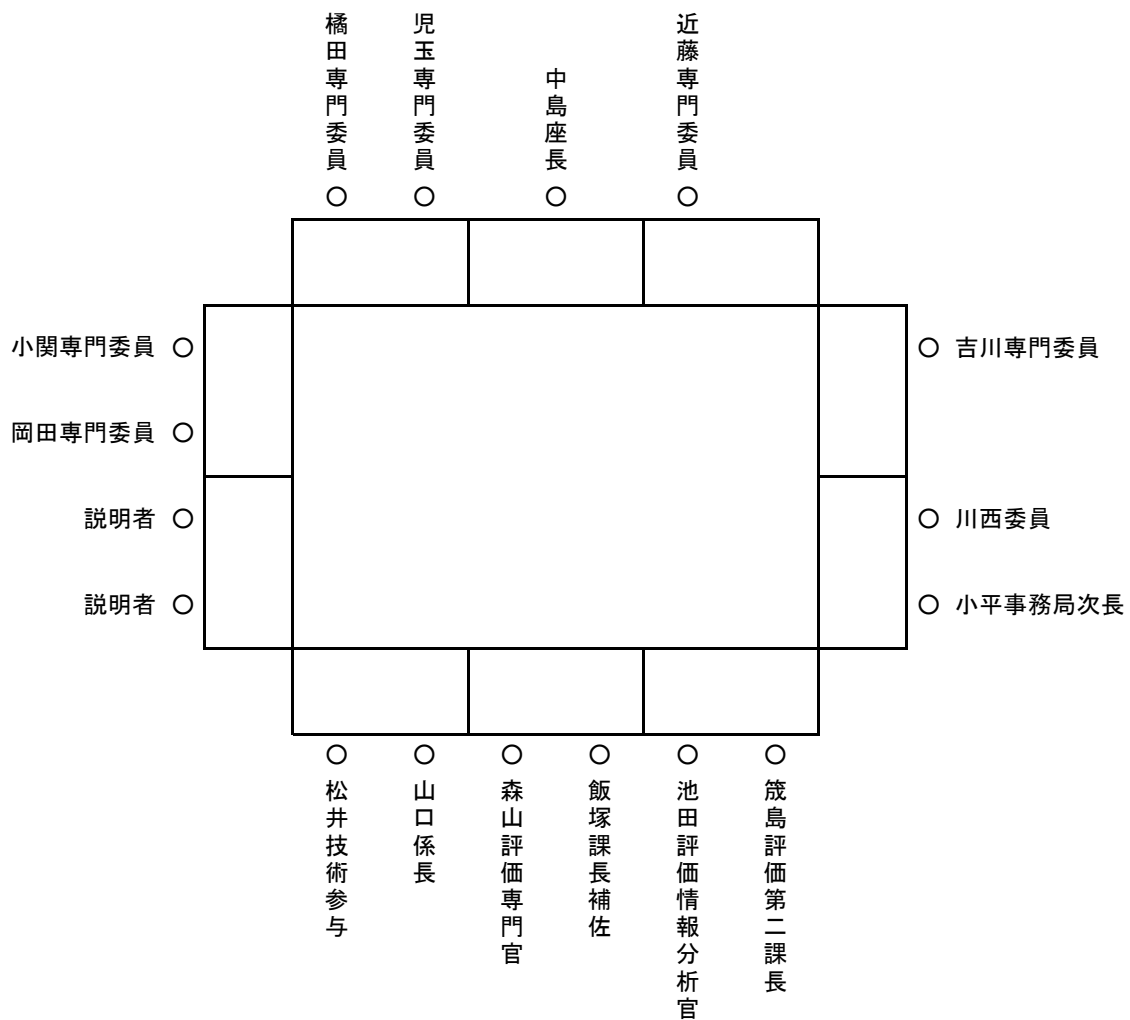 橘田専門委員
児玉専門委員
中島座長
近藤専門委員
小関専門委員
岡田専門委員
説明者
説明者
吉川専門委員
川西委員
小平事務局次長
松井技術参与
山口係長
森山評価専門官
飯塚課長補佐
池田評価情報分析官
筬島評価第二課長